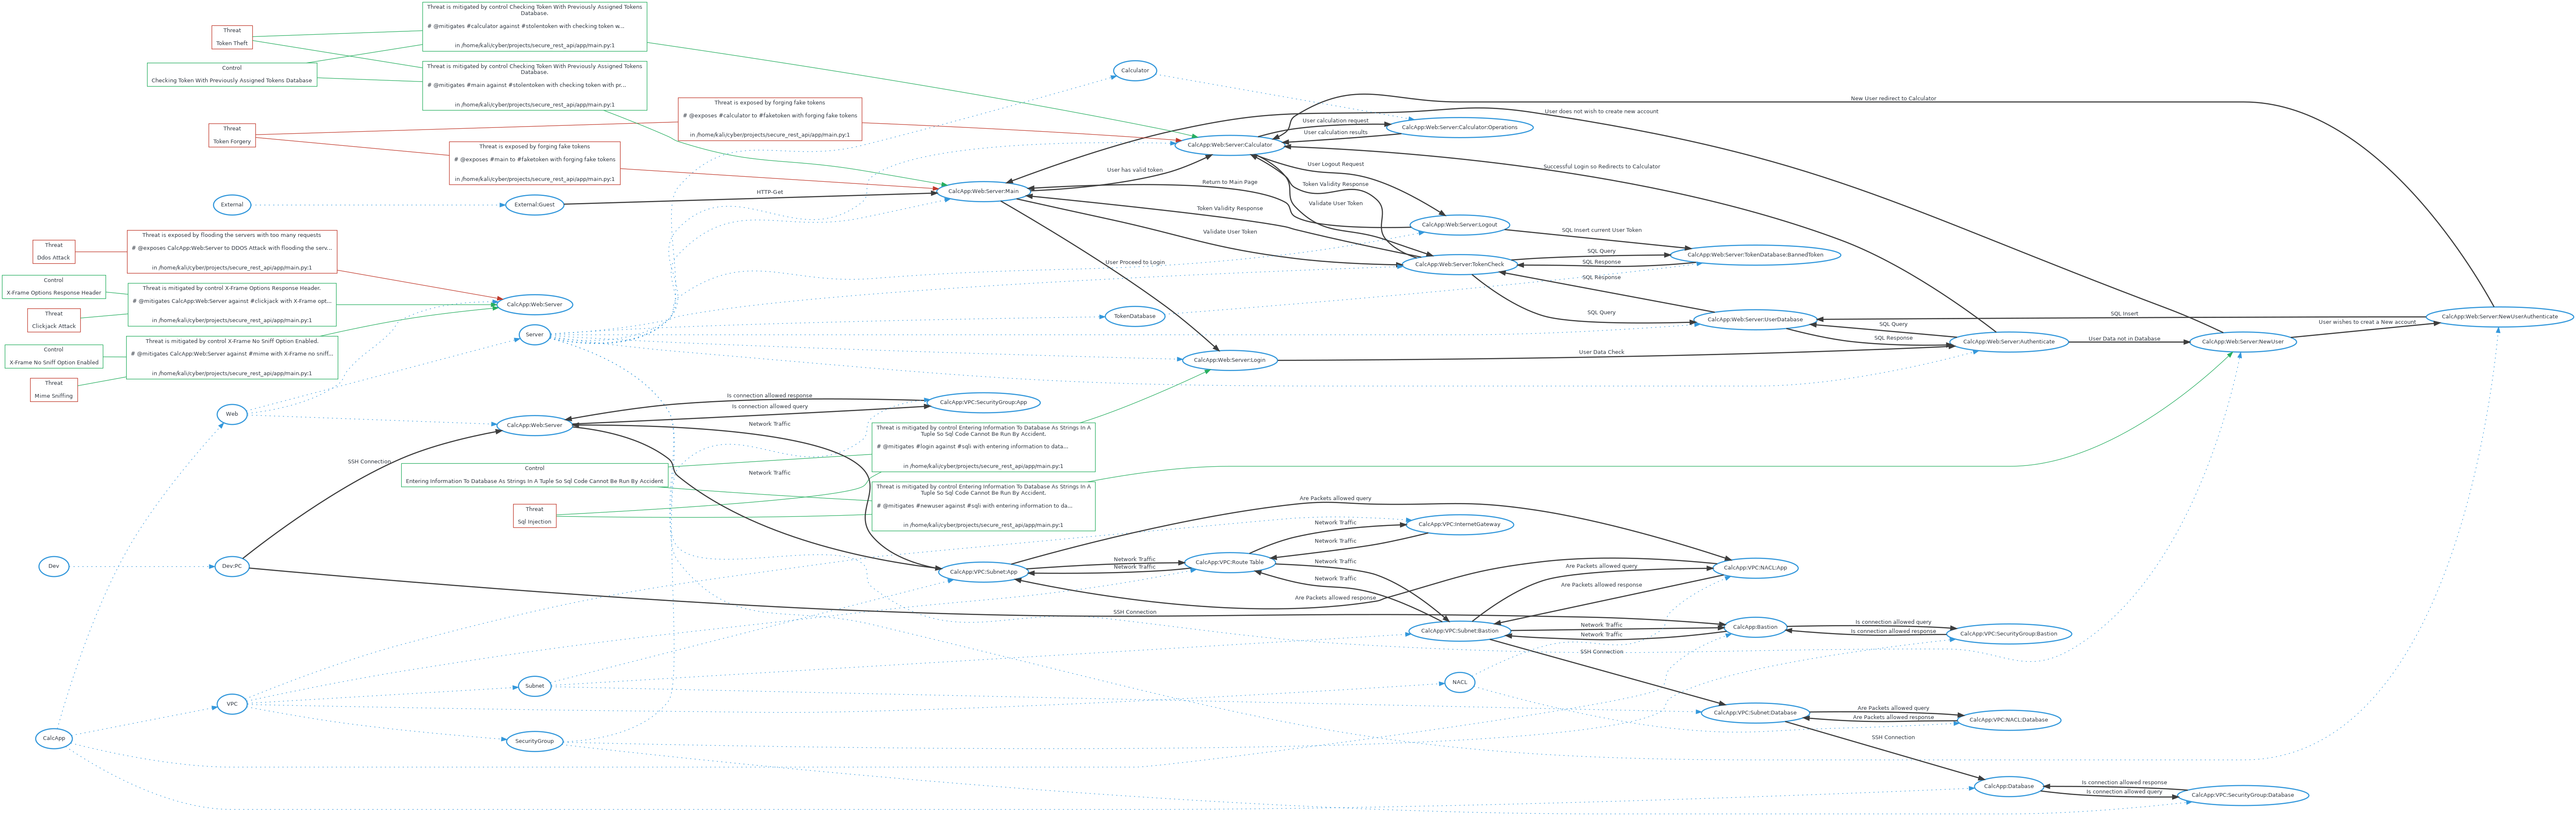 Threat is mitigated by control Checking Token With Previously Assigned Tokens
Database.
# @mitigates #calculator against #stolentoken with checking token w...
in /home/kali/cyber/projects/secure_rest_api/app/main.py:1
Threat
Token Theft
Control
Checking Token With Previously Assigned Tokens Database
Threat is mitigated by control Checking Token With Previously Assigned Tokens
Database.
# @mitigates #main against #stolentoken with checking token with pr...
in /home/kali/cyber/projects/secure_rest_api/app/main.py:1
Calculator
Threat is exposed by forging fake tokens
# @exposes #calculator to #faketoken with forging fake tokens
in /home/kali/cyber/projects/secure_rest_api/app/main.py:1
New User redirect to Calculator
User does not wish to create new account
Threat
Token Forgery
Threat is exposed by forging fake tokens
# @exposes #main to #faketoken with forging fake tokens
in /home/kali/cyber/projects/secure_rest_api/app/main.py:1
User calculation request
User calculation results
CalcApp:Web:Server:Calculator:Operations
CalcApp:Web:Server:Calculator
User Logout Request
Successful Login so Redirects to Calculator
User has valid token
Return to Main Page
Token Validity Response
CalcApp:Web:Server:Main
HTTP-Get
External
External:Guest
Token Validity Response
Validate User Token
Validate User Token
CalcApp:Web:Server:Logout
SQL Insert current User Token
Threat is exposed by flooding the servers with too many requests
# @exposes CalcApp:Web:Server to DDOS Attack with flooding the serv...
in /home/kali/cyber/projects/secure_rest_api/app/main.py:1
Threat
Ddos Attack
SQL Query
SQL Response
CalcApp:Web:Server:TokenDatabase:BannedToken
CalcApp:Web:Server:TokenCheck
User Proceed to Login
SQL Response
Control
X-Frame Options Response Header
Threat is mitigated by control X-Frame Options Response Header.
# @mitigates CalcApp:Web:Server against #clickjack with X-Frame opt...
in /home/kali/cyber/projects/secure_rest_api/app/main.py:1
Threat
Clickjack Attack
CalcApp:Web:Server
Server
TokenDatabase
SQL Query
CalcApp:Web:Server:UserDatabase
SQL Insert
CalcApp:Web:Server:NewUserAuthenticate
SQL Query
SQL Response
User wishes to creat a New account
Control
X-Frame No Sniff Option Enabled
Threat is mitigated by control X-Frame No Sniff Option Enabled.
# @mitigates CalcApp:Web:Server against #mime with X-Frame no sniff...
in /home/kali/cyber/projects/secure_rest_api/app/main.py:1
Threat
Mime Sniffing
CalcApp:Web:Server:Login
User Data Check
CalcApp:Web:Server:Authenticate
User Data not in Database
CalcApp:Web:Server:NewUser
Web
Is connection allowed response
Is connection allowed query
CalcApp:VPC:SecurityGroup:App
CalcApp:Web:Server
Network Traffic
Threat is mitigated by control Entering Information To Database As Strings In A
Tuple So Sql Code Cannot Be Run By Accident.
# @mitigates #login against #sqli with entering information to data...
in /home/kali/cyber/projects/secure_rest_api/app/main.py:1
SSH Connection
Network Traffic
Control
Entering Information To Database As Strings In A Tuple So Sql Code Cannot Be Run By Accident
Threat is mitigated by control Entering Information To Database As Strings In A
Tuple So Sql Code Cannot Be Run By Accident.
# @mitigates #newuser against #sqli with entering information to da...
in /home/kali/cyber/projects/secure_rest_api/app/main.py:1
Threat
Sql Injection
Are Packets allowed query
Network Traffic
CalcApp:VPC:InternetGateway
Network Traffic
Dev
Dev:PC
CalcApp:VPC:Subnet:App
Network Traffic
Network Traffic
CalcApp:VPC:Route Table
Network Traffic
Network Traffic
Are Packets allowed query
CalcApp:VPC:NACL:App
Are Packets allowed response
Are Packets allowed response
SSH Connection
CalcApp:VPC:Subnet:Bastion
Network Traffic
Network Traffic
CalcApp:Bastion
Is connection allowed query
Is connection allowed response
CalcApp:VPC:SecurityGroup:Bastion
SSH Connection
Subnet
NACL
VPC
CalcApp:VPC:Subnet:Database
Are Packets allowed query
Are Packets allowed response
CalcApp:VPC:NACL:Database
CalcApp
SecurityGroup
SSH Connection
CalcApp:Database
Is connection allowed response
Is connection allowed query
CalcApp:VPC:SecurityGroup:Database